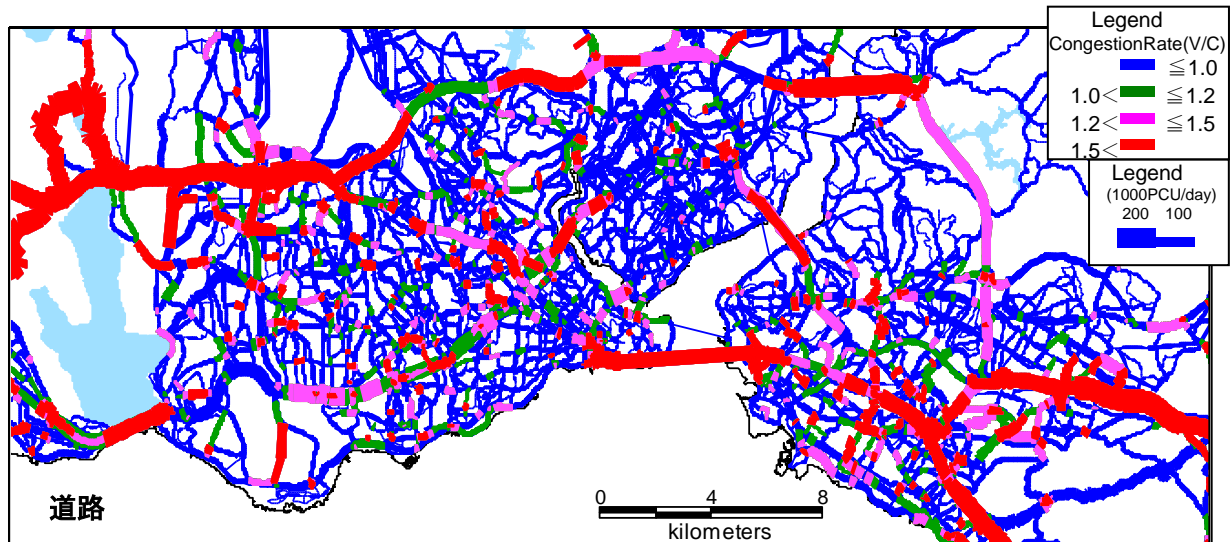 Legend
CongestionRate(V/C)
≦1.0
1.0< ≦1.2
1.2< ≦1.5
1.5<
Legend
(1000PCU/day)
200 100
道路
0 4 8
kilometers